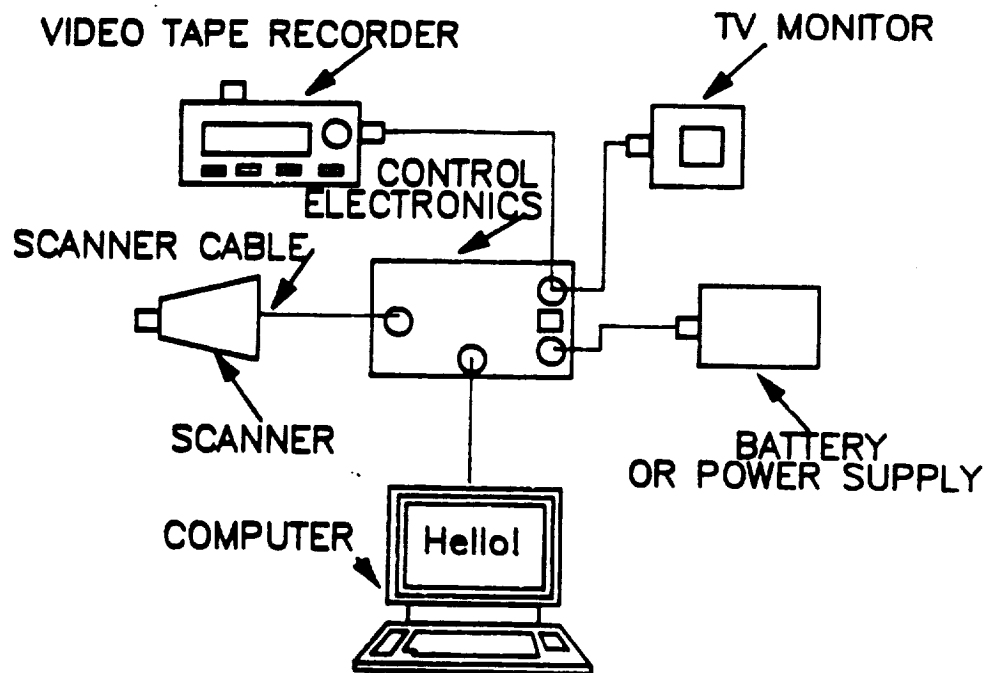 VIDEO TAPE RECORDER
TV MONITOR
CONTROL
ELECTRONICS
SCANNER CABLE
SCANNER
BATTERY
OR POWER SUPPLY
COMPUTER
Hello!